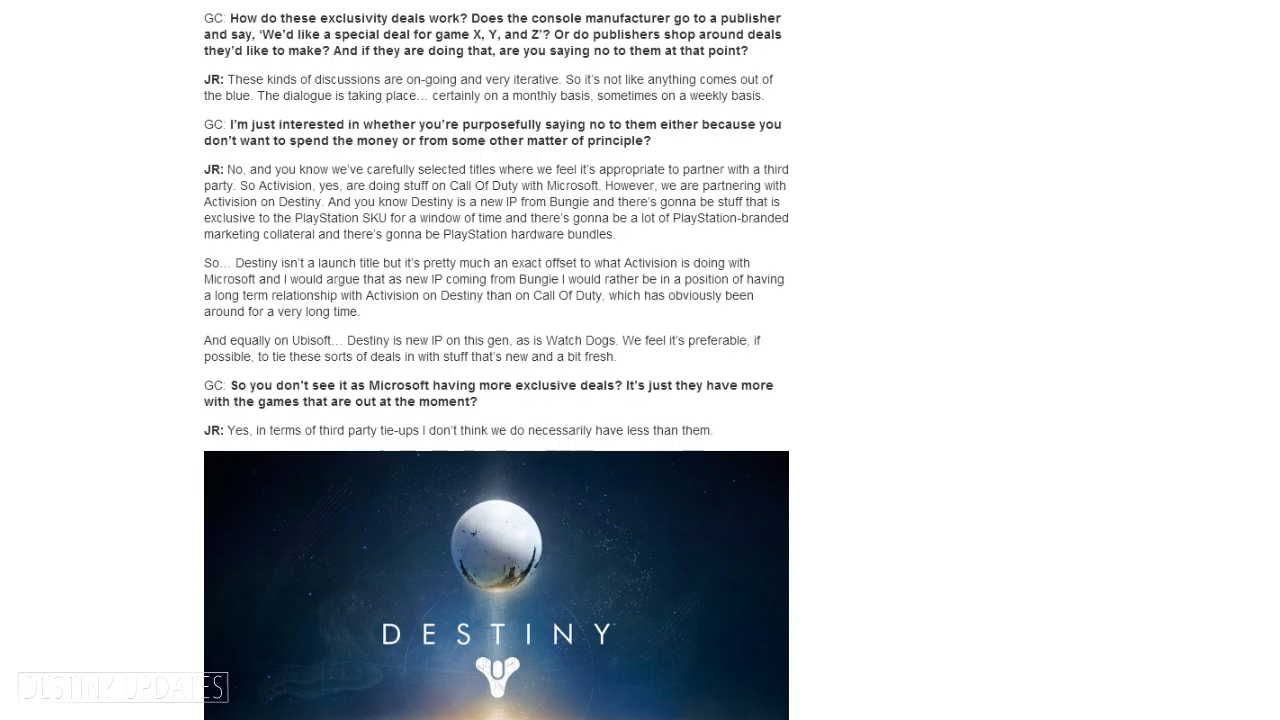 GC: How do these exclusivity deals work? Does the console manufacturer go to a publisher
and say, ‘We’d like a special deal for game X, Y, and Z’? Or do publishers shop around deals
they’d like to make? And if they are doing that, are you saying no to them at that point?
JR: These kinds of discussions are on-going and very iterative. So it’s not like anything comes out of
the blue. The dialogue is taking place… certainly on a monthly basis, sometimes on a weekly basis.
GC: I’m just interested in whether you’re purposefully saying no to them either because you
don’t want to spend the money or from some other matter of principle?
JR: No, and you know we’ve carefully selected titles where we feel it’s appropriate to partner with a third
party. So Activision, yes, are doing stuff on Call Of Duty with Microsoft. However, we are partnering with
Activision on Destiny. And you know Destiny is a new IP from Bungie and there’s gonna be stuff that is
exclusive to the PlayStation SKU for a window of time and there’s gonna be a lot of PlayStation-branded
marketing collateral and there’s gonna be PlayStation hardware bundles.
So… Destiny isn’t a launch title but it’s pretty much an exact offset to what Activision is doing with
Microsoft and I would argue that as new IP coming from Bungie I would rather be in a position of having
a long term relationship with Activision on Destiny than on Call Of Duty, which has obviously been
around for a very long time.
And equally on Ubisoft… Destiny is new IP on this gen, as is Watch Dogs. We feel it’s preferable, if
possible, to tie these sorts of deals in with stuff that’s new and a bit fresh.
GC: So you don’t see it as Microsoft having more exclusive deals? It’s just they have more
with the games that are out at the moment?
JR: Yes, in terms of third party tie-ups I don’t think we do necessarily have less than them.
DESTINY
DESTINY UPDATES